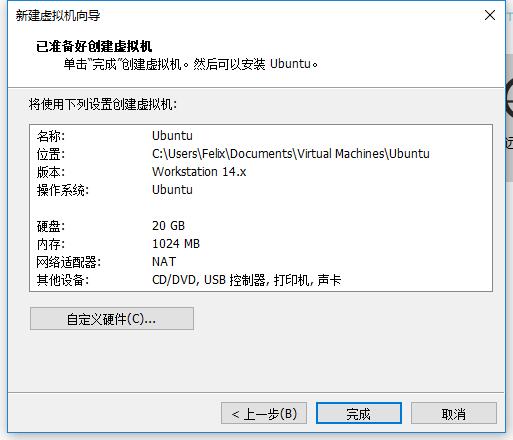 新建虚拟机向导
已准备好创建虚拟机
单击“完成”创建虚拟机。然后可以安装 Ubuntu。
将使用下列设置创建虚拟机：
名称: Ubuntu
位置: C:\Users\Felix\Documents\Virtual Machines\Ubuntu
版本: Workstation 14.x
操作系统: Ubuntu
硬盘: 20 GB
内存: 1024 MB
网络适配器: NAT
其他设备: CD/DVD, USB 控制器, 打印机, 声卡
自定义硬件(C)...
< 上一步(B)
完成
取消